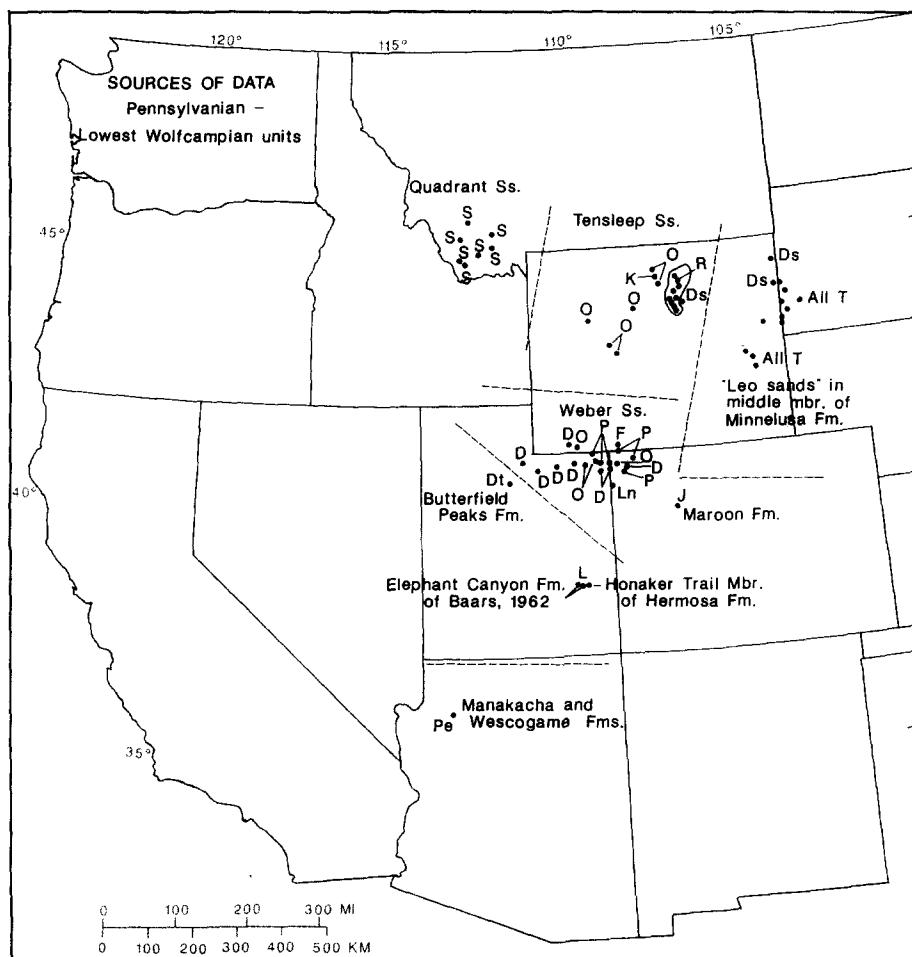 120°
115°
110°
105°
SOURCES OF DATA
Pennsylvanian –
Lowest Wolfcampian units
Quadrant Ss.
S
S
S
S
S
S
S
45°
Tensleep Ss.
O
K
R
Ds
O
O
O
Ds
Ds
All T
All T
"Leo sands" in
middle mbr. of
Minnelusa Fm.
Weber Ss.
P
F
P
D
O
O
D
D
D
D
D
P
O
D
Ln
Dt
40°
Butterfield
Peaks Fm.
J
Maroon Fm.
L
Elephant Canyon Fm.
of Baars, 1962
Honaker Trail Mbr.
of Hermosa Fm.
Manakacha and
Pe
Wescogame Fms.
35°
0 100 200 300 MI
0 100 200 300 400 500 KM